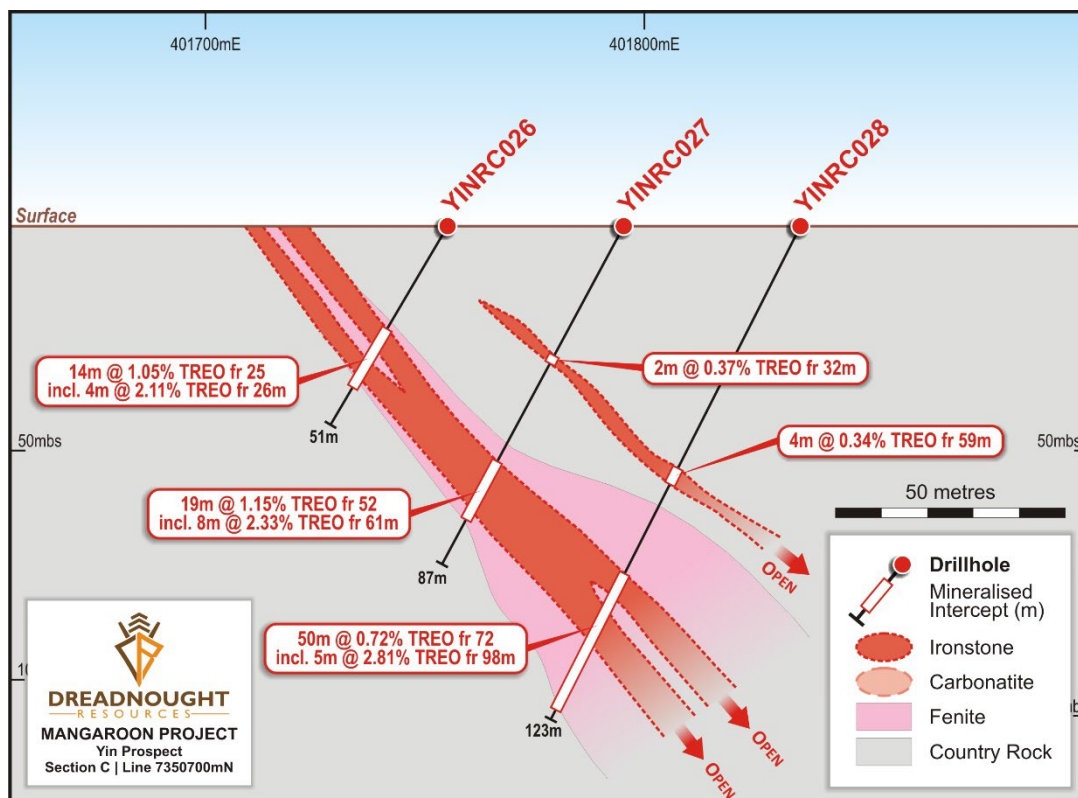 401700mE
401800mE
YINRC026
YINRC027
YINRC028
Surface
14m @ 1.05% TREO fr 25
incl. 4m @ 2.11% TREO fr 26m
2m @ 0.37% TREO fr 32m
51m
50mbs
4m @ 0.34% TREO fr 59m
50mbs
19m @ 1.15% TREO fr 52
incl. 8m @ 2.33% TREO fr 61m
50 metres
87m
OPEN
50m @ 0.72% TREO fr 72
incl. 5m @ 2.81% TREO fr 98m
123m
OPEN
OPEN
DREADNOUGHT
RESOURCES
MANGAROON PROJECT
Yin Prospect
Section C | Line 7350700mN
Drillhole
Mineralised
Intercept (m)
Ironstone
Carbonatite
Fenite
Country Rock